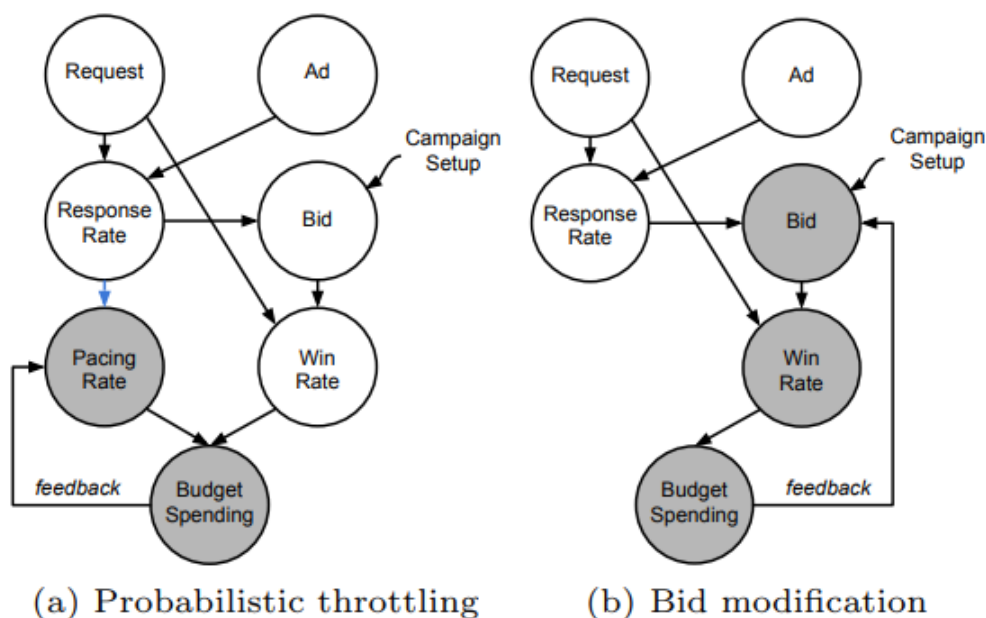 Request
Ad
Campaign
Setup
Response
Rate
Bid
Pacing
Rate
Win
Rate
feedback
Budget
Spending
(a) Probabilistic throttling
Request
Ad
Campaign
Setup
Response
Rate
Bid
Win
Rate
Budget
Spending
feedback
(b) Bid modification